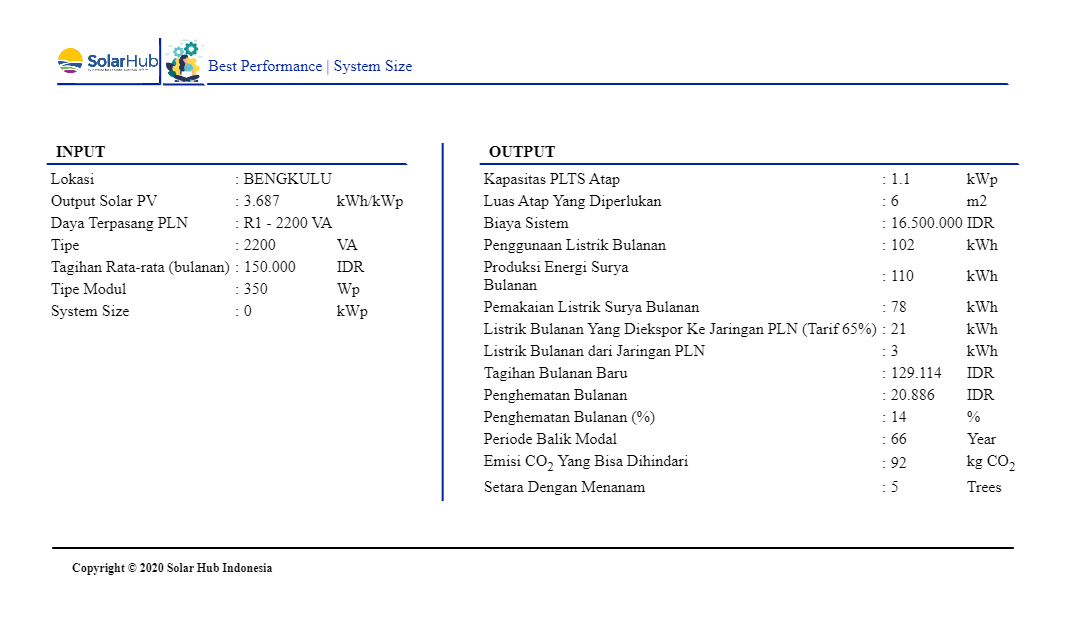 SolarHub
Best Performance | System Size
INPUT
Lokasi : BENGKULU
Output Solar PV : 3.687 kWh/kWp
Daya Terpasang PLN : R1 - 2200 VA
Tipe : 2200 VA
Tagihan Rata-rata (bulanan) : 150.000 IDR
Tipe Modul : 350 Wp
System Size : 0 kWp
OUTPUT
Kapasitas PLTS Atap : 1.1 kWp
Luas Atap Yang Diperlukan : 6 m2
Biaya Sistem : 16.500.000 IDR
Penggunaan Listrik Bulanan : 102 kWh
Produksi Energi Surya
Bulanan : 110 kWh
Pemakaian Listrik Surya Bulanan : 78 kWh
Listrik Bulanan Yang Diekspor Ke Jaringan PLN (Tarif 65%) : 21 kWh
Listrik Bulanan dari Jaringan PLN : 3 kWh
Tagihan Bulanan Baru : 129.114 IDR
Penghematan Bulanan : 20.886 IDR
Penghematan Bulanan (%) : 14 %
Periode Balik Modal : 66 Year
Emisi CO2 Yang Bisa Dihindari : 92 kg CO2
Setara Dengan Menanam : 5 Trees
Copyright © 2020 Solar Hub Indonesia